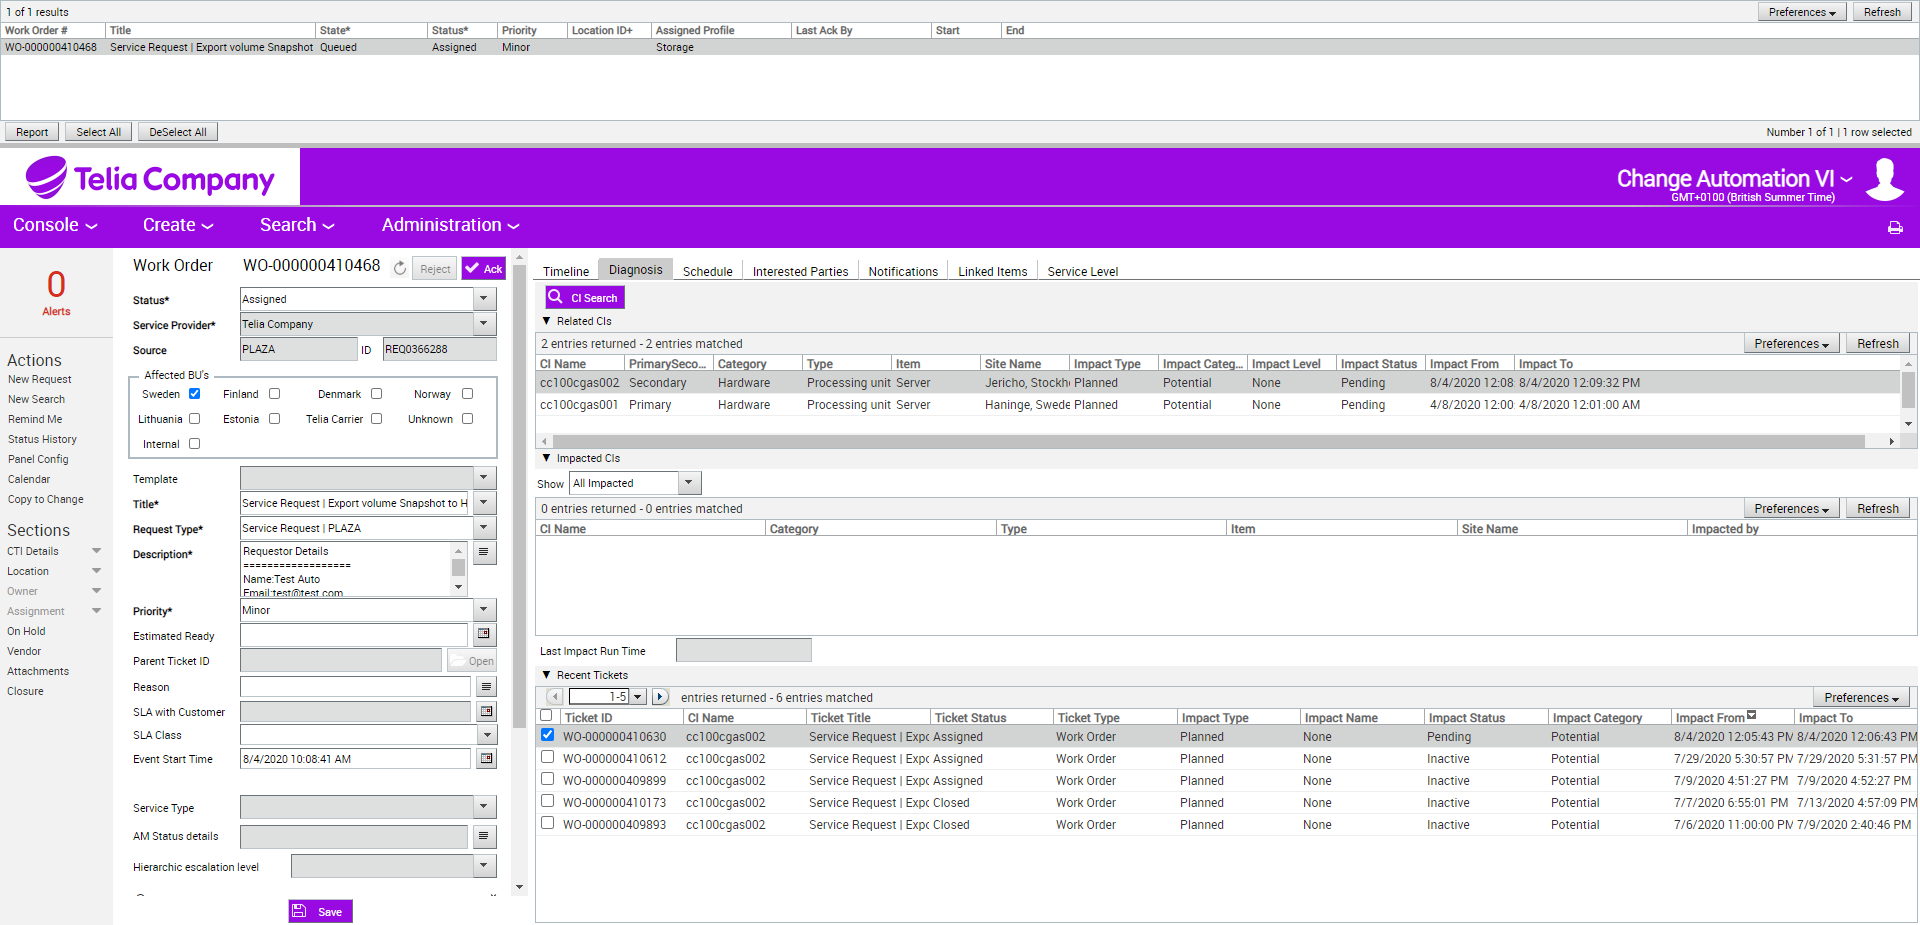 1 of 1 results Preferences Refresh
Work Order # Title State* Status* Priority Location ID+ Assigned Profile Last Ack By Start End
WO-000000410468 Service Request | Export volume Snapshot Queued Assigned Minor Storage
Report Select All DeSelect All Number 1 of 1 | 1 row selected
Telia Company
Change Automation VI
GMT+0100 (British Summer Time)
Console Create Search Administration
0
Alerts
Actions
New Request
New Search
Remind Me
Status History
Panel Config
Calendar
Copy to Change
Sections
CTI Details
Location
Owner
Assignment
On Hold
Vendor
Attachments
Closure
Work Order WO-000000410468 Reject Ack
Status* Assigned
Service Provider* Telia Company
Source PLAZA ID REQ0366288
Affected BU's
Sweden Finland Denmark Norway
Lithuania Estonia Telia Carrier Unknown
Internal
Template
Title* Service Request | Export volume Snapshot to H
Request Type* Service Request | PLAZA
Description* Requestor Details
==================
Name:Test Auto
Email:test@test.com
Priority* Minor
Estimated Ready
Parent Ticket ID Open
Reason
SLA with Customer
SLA Class
Event Start Time 8/4/2020 10:08:41 AM
Service Type
AM Status details
Hierarchic escalation level
Save
Timeline Diagnosis Schedule Interested Parties Notifications Linked Items Service Level
CI Search
Related CIs
2 entries returned - 2 entries matched Preferences Refresh
CI Name PrimarySeco... Category Type Item Site Name Impact Type Impact Categ... Impact Level Impact Status Impact From Impact To
cc100cgas002 Secondary Hardware Processing unit Server Jericho, Stockh Planned Potential None Pending 8/4/2020 12:08 8/4/2020 12:09:32 PM
cc100cgas001 Primary Hardware Processing unit Server Haninge, Swede Planned Potential None Pending 4/8/2020 12:00 4/8/2020 12:01:00 AM
Impacted CIs
Show All Impacted
0 entries returned - 0 entries matched Preferences Refresh
CI Name Category Type Item Site Name Impacted by
Last Impact Run Time
Recent Tickets
1-5 entries returned - 6 entries matched Preferences
Ticket ID CI Name Ticket Title Ticket Status Ticket Type Impact Type Impact Name Impact Status Impact Category Impact From Impact To
WO-000000410630 cc100cgas002 Service Request | Expo Assigned Work Order Planned None Pending Potential 8/4/2020 12:05:43 PM 8/4/2020 12:06:43 PM
WO-000000410612 cc100cgas002 Service Request | Expo Assigned Work Order Planned None Inactive Potential 7/29/2020 5:30:57 PM 7/29/2020 5:31:57 PM
WO-000000409899 cc100cgas002 Service Request | Expo Assigned Work Order Planned None Inactive Potential 7/9/2020 4:51:27 PM 7/9/2020 4:52:27 PM
WO-000000410173 cc100cgas002 Service Request | Expo Closed Work Order Planned None Inactive Potential 7/7/2020 6:55:01 PM 7/13/2020 4:57:09 PM
WO-000000409893 cc100cgas002 Service Request | Expo Closed Work Order Planned None Inactive Potential 7/6/2020 11:00:00 PM 7/9/2020 2:40:46 PM